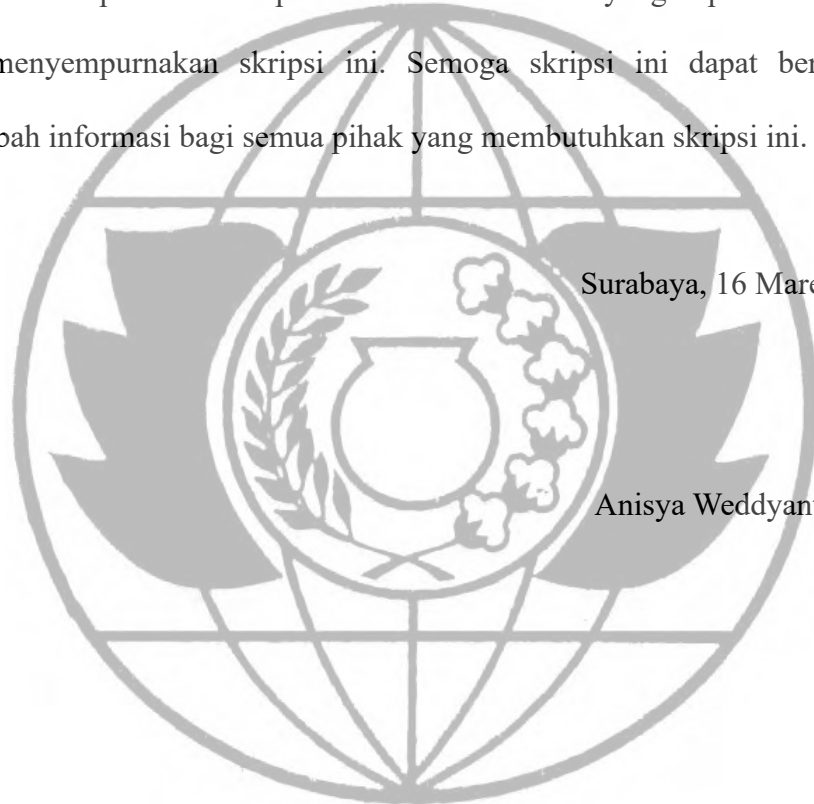 menyempurnakan skripsi ini. Semoga skripsi ini dapat ber
bah informasi bagi semua pihak yang membutuhkan skripsi ini.
Surabaya, 16 Mare
Anisya Weddyan